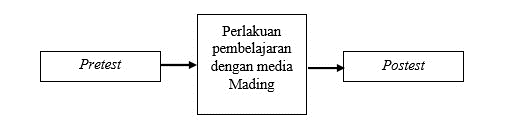 Pretest
Perlakuan
pembelajaran
dengan media
Mading
Postest